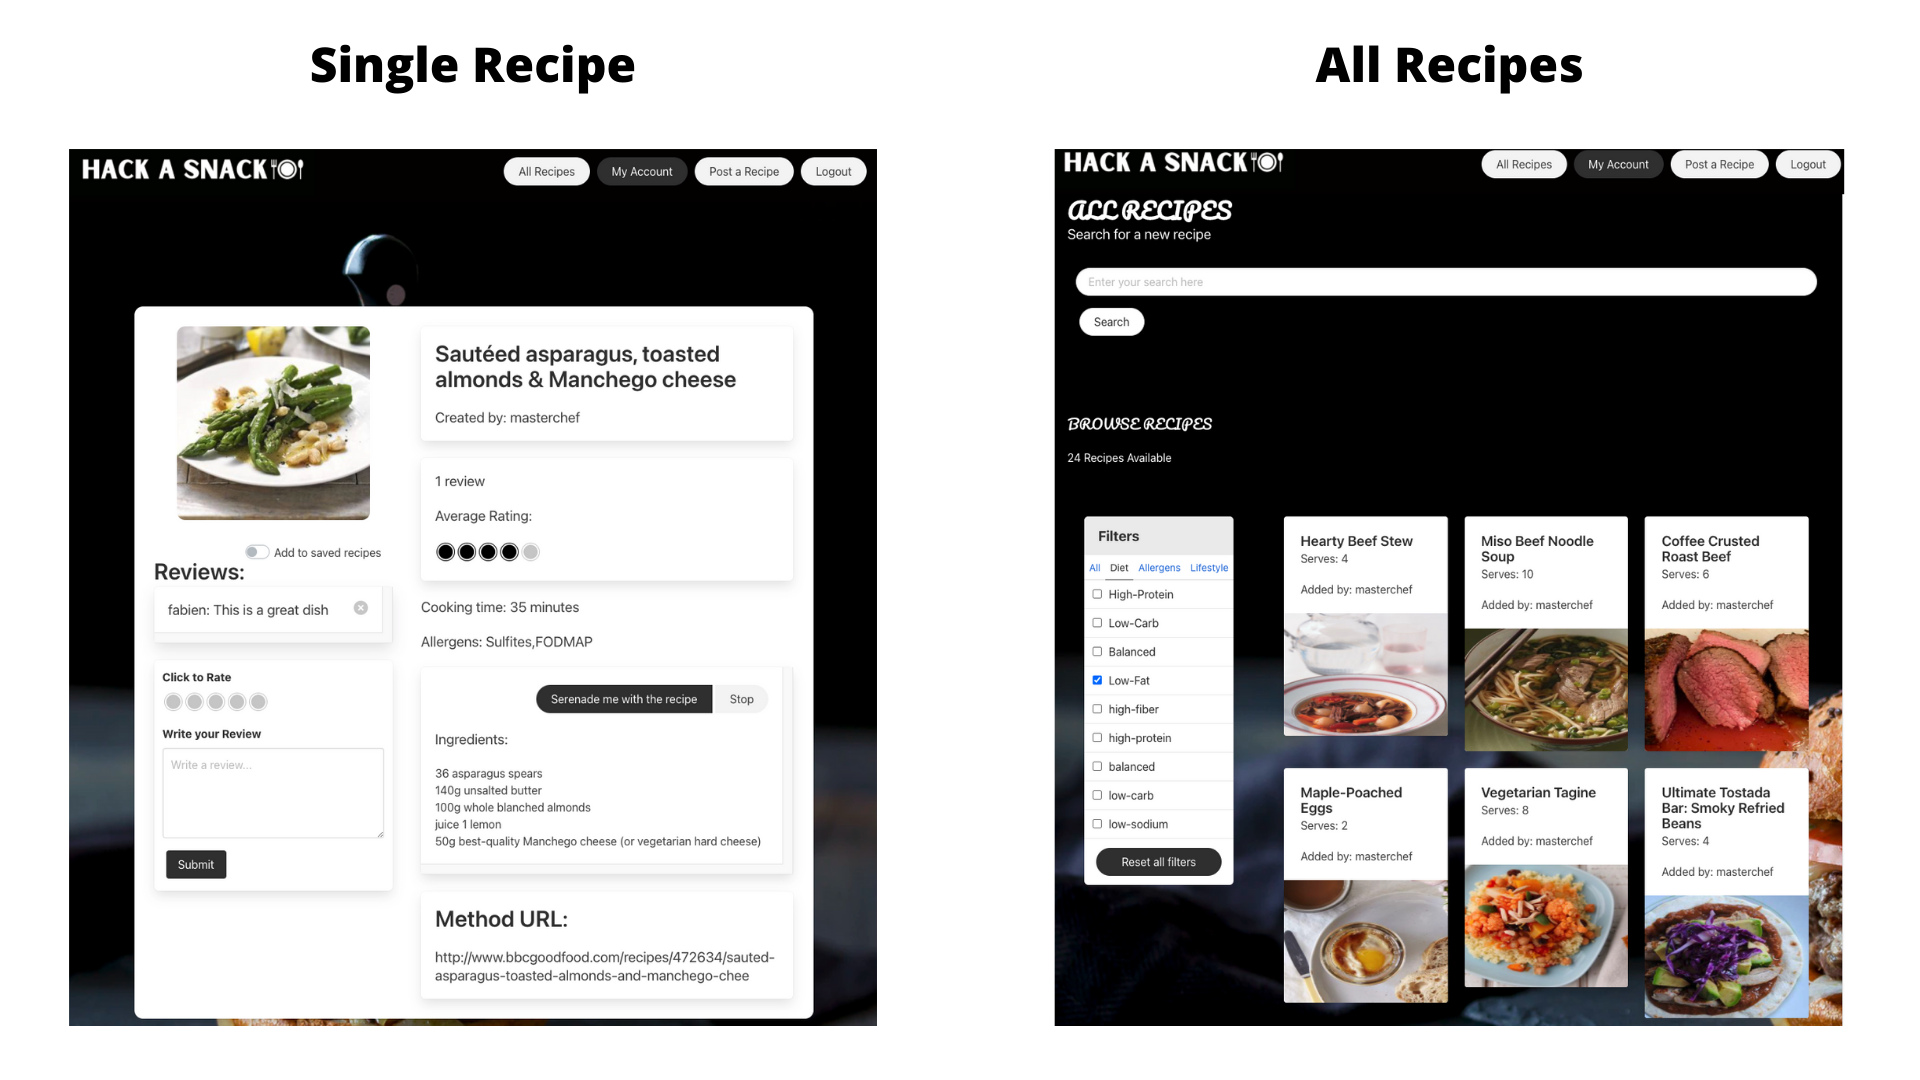 Single Recipe
HACK A SNACK
All Recipes
My Account
Post a Recipe
Logout
Sautéed asparagus, toasted
almonds & Manchego cheese
Created by: masterchef
1 review
Average Rating:
Add to saved recipes
Reviews:
fabien: This is a great dish
Click to Rate
Write your Review
Write a review...
Submit
Cooking time: 35 minutes
Allergens: Sulfites,FODMAP
Serenade me with the recipe
Stop
Ingredients:
36 asparagus spears
140g unsalted butter
100g whole blanched almonds
juice 1 lemon
50g best-quality Manchego cheese (or vegetarian hard cheese)
Method URL:
http://www.bbcgoodfood.com/recipes/472634/sauted-
asparagus-toasted-almonds-and-manchego-chee
All Recipes
HACK A SNACK
All Recipes
My Account
Post a Recipe
Logout
ALL RECIPES
Search for a new recipe
Enter your search here
Search
BROWSE RECIPES
24 Recipes Available
Filters
All Diet Allergens Lifestyle
High-Protein
Low-Carb
Balanced
Low-Fat
high-fiber
high-protein
balanced
low-carb
low-sodium
Reset all filters
Hearty Beef Stew
Serves: 4
Added by: masterchef
Miso Beef Noodle
Soup
Serves: 10
Added by: masterchef
Coffee Crusted
Roast Beef
Serves: 6
Added by: masterchef
Maple-Poached
Eggs
Serves: 2
Added by: masterchef
Vegetarian Tagine
Serves: 8
Added by: masterchef
Ultimate Tostada
Bar: Smoky Refried
Beans
Serves: 4
Added by: masterchef